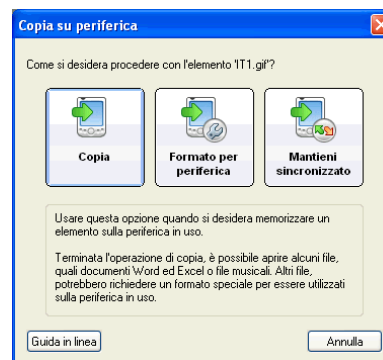 Copia su periferica
Come si desidera procedere con l'elemento 'IT1.gif'?
Copia
Formato per
periferica
Mantieni
sincronizzato
Usare questa opzione quando si desidera memorizzare un
elemento sulla periferica in uso.
Terminata l'operazione di copia, è possibile aprire alcuni file,
quali documenti Word ed Excel o file musicali. Altri file,
potrebbero richiedere un formato speciale per essere utilizzati
sulla periferica in uso.
Guida in linea
Annulla